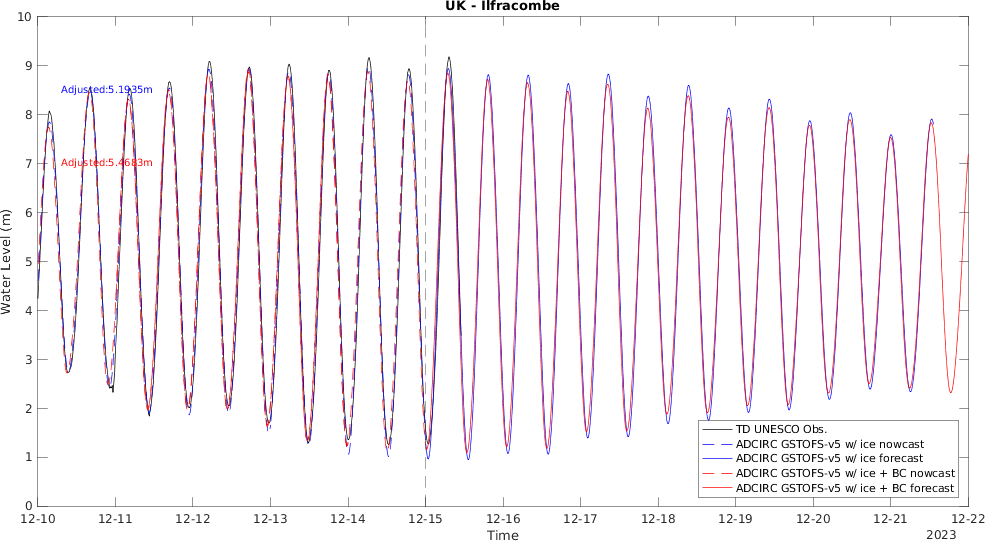 UK - Ilfracombe
10
9
8
7
6
5
4
3
2
1
0
Water Level (m)
Adjusted:5.1935m
Adjusted:5.4683m
TD UNESCO Obs.
ADCIRC GSTOFS-v5 w/ ice nowcast
ADCIRC GSTOFS-v5 w/ ice forecast
ADCIRC GSTOFS-v5 w/ ice + BC nowcast
ADCIRC GSTOFS-v5 w/ ice + BC forecast
12-10 12-11 12-12 12-13 12-14 12-15 12-16 12-17 12-18 12-19 12-20 12-21 12-22
Time
2023